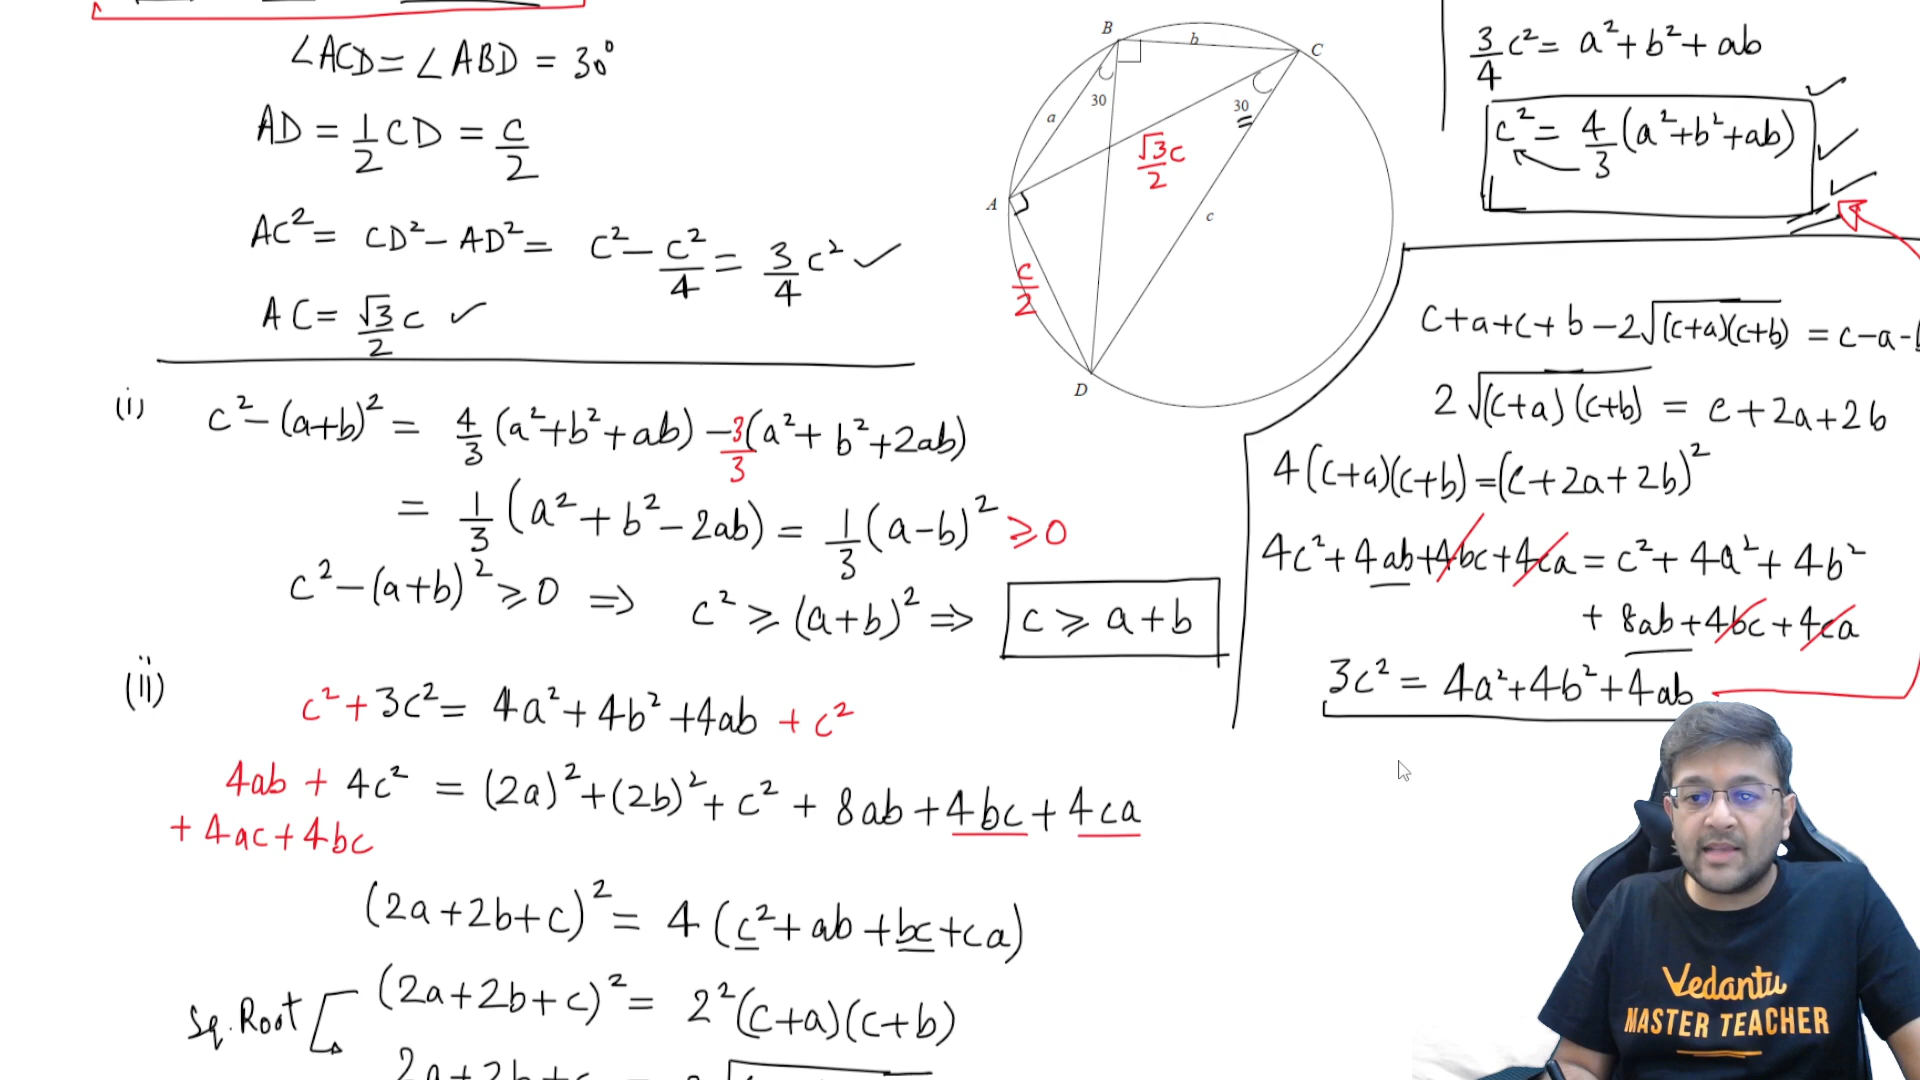 ∠ACD = ∠ABD = 30°
AD = 1/2 CD = c/2
AC² = CD² − AD² = c² − c²/4 = 3/4 c² ✓
AC = √3/2 c ✓
B
b
C
30
30
a
√3/2 c
A
c
c/2
D
3/4 c² = a² + b² + ab
c² = 4/3 (a² + b² + ab)
(i) c² − (a+b)² = 4/3 (a² + b² + ab) − 3/3 (a² + b² + 2ab)
= 1/3 (a² + b² − 2ab) = 1/3 (a−b)² ⩾ 0
c² − (a+b)² ⩾ 0 ⇒ c² ⩾ (a+b)² ⇒ c ⩾ a+b
(ii) c² + 3c² = 4a² + 4b² + 4ab + c²
4ab + 4c² = (2a)² + (2b)² + c² + 8ab + 4bc + 4ca
+ 4ac + 4bc
(2a+2b+c)² = 4 (c² + ab + bc + ca)
Sq. Root (2a+2b+c)² = 2² (c+a)(c+b)
2a+2b+c =
c+a+c+b − 2√(c+a)(c+b) = c−a−
2√(c+a)(c+b) = c+2a+2b
4(c+a)(c+b) = (c+2a+2b)²
4c² + 4ab + 4bc + 4ca = c² + 4a² + 4b²
+ 8ab + 4bc + 4ca
3c² = 4a² + 4b² + 4ab
Vedantu
MASTER TEACHER